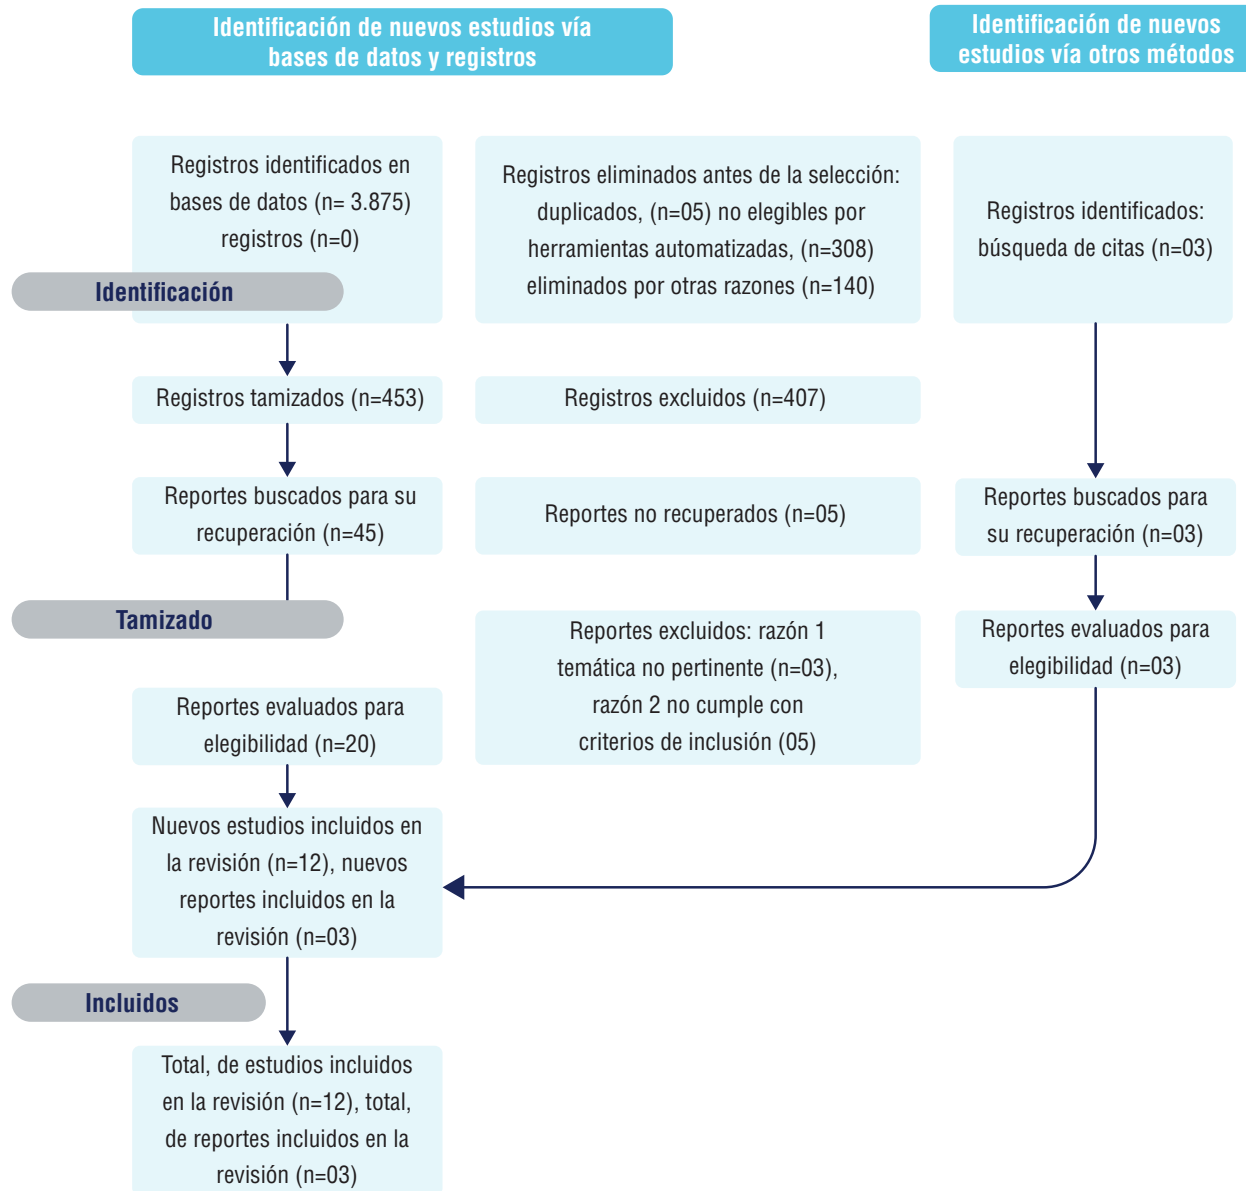 Identificación de nuevos estudios vía
bases de datos y registros
Identificación de nuevos
estudios vía otros métodos
Registros identificados en
bases de datos (n= 3.875)
registros (n=0)
Registros eliminados antes de la selección:
duplicados, (n=05) no elegibles por
herramientas automatizadas, (n=308)
eliminados por otras razones (n=140)
Registros identificados:
búsqueda de citas (n=03)
Identificación
Registros tamizados (n=453)
Registros excluidos (n=407)
Reportes buscados para su
recuperación (n=45)
Reportes no recuperados (n=05)
Reportes buscados para
su recuperación (n=03)
Tamizado
Reportes excluidos: razón 1
temática no pertinente (n=03),
razón 2 no cumple con
criterios de inclusión (05)
Reportes evaluados para
elegibilidad (n=03)
Reportes evaluados para
elegibilidad (n=20)
Nuevos estudios incluidos en
la revisión (n=12), nuevos
reportes incluidos en la
revisión (n=03)
Incluidos
Total, de estudios incluidos
en la revisión (n=12), total,
de reportes incluidos en la
revisión (n=03)